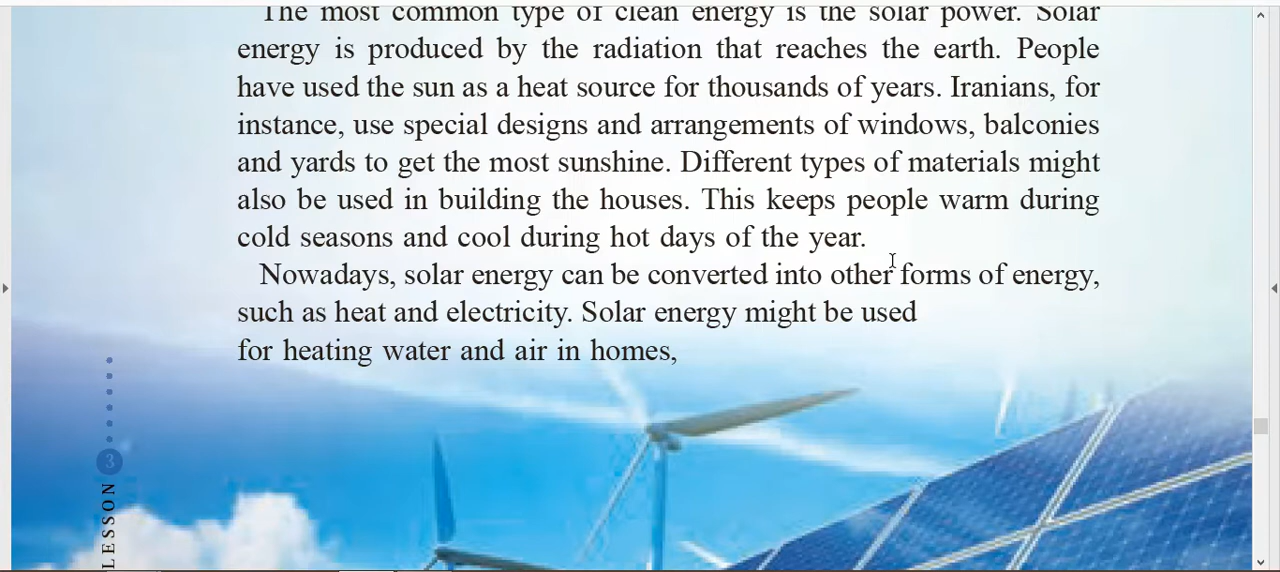 The most common type of clean energy is the solar power. Solar
energy is produced by the radiation that reaches the earth. People
have used the sun as a heat source for thousands of years. Iranians, for
instance, use special designs and arrangements of windows, balconies
and yards to get the most sunshine. Different types of materials might
also be used in building the houses. This keeps people warm during
cold seasons and cool during hot days of the year.
Nowadays, solar energy can be converted into other forms of energy,
such as heat and electricity. Solar energy might be used
for heating water and air in homes,
LESSON 3